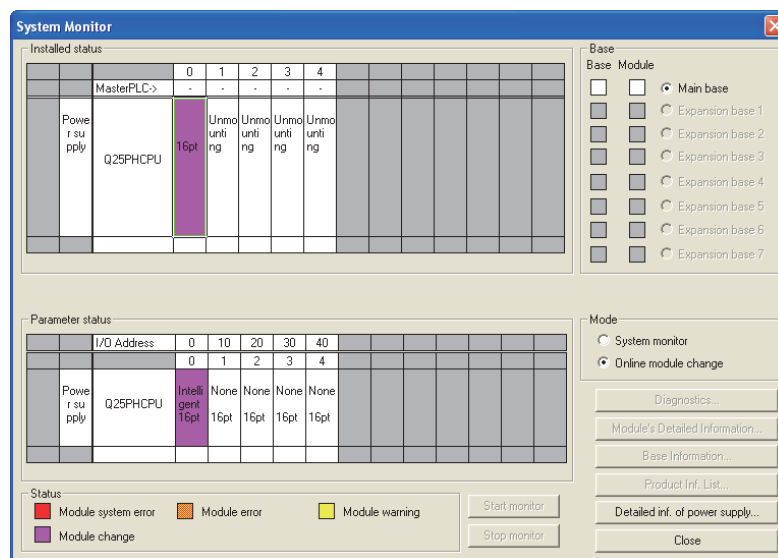 System Monitor
Installed status
0 1 2 3 4
MasterPLC-> - - - - -
Powe
r su
pply
Q25PHCPU
16pt
Unmo
unti
ng
Unmo
unti
ng
Unmo
unti
ng
Unmo
unti
ng
Base
Base Module
Main base
Expansion base 1
Expansion base 2
Expansion base 3
Expansion base 4
Expansion base 5
Expansion base 6
Expansion base 7
Parameter status
I/O Address 0 10 20 30 40
0 1 2 3 4
Powe
r su
pply
Q25PHCPU
Intelli
gent
16pt
None
16pt
None
16pt
None
16pt
None
16pt
Mode
System monitor
Online module change
Diagnostics...
Module's Detailed Information...
Base Information...
Product Inf. List...
Detailed inf. of power supply...
Close
Status
Module system error
Module error
Module warning
Module change
Start monitor
Stop monitor